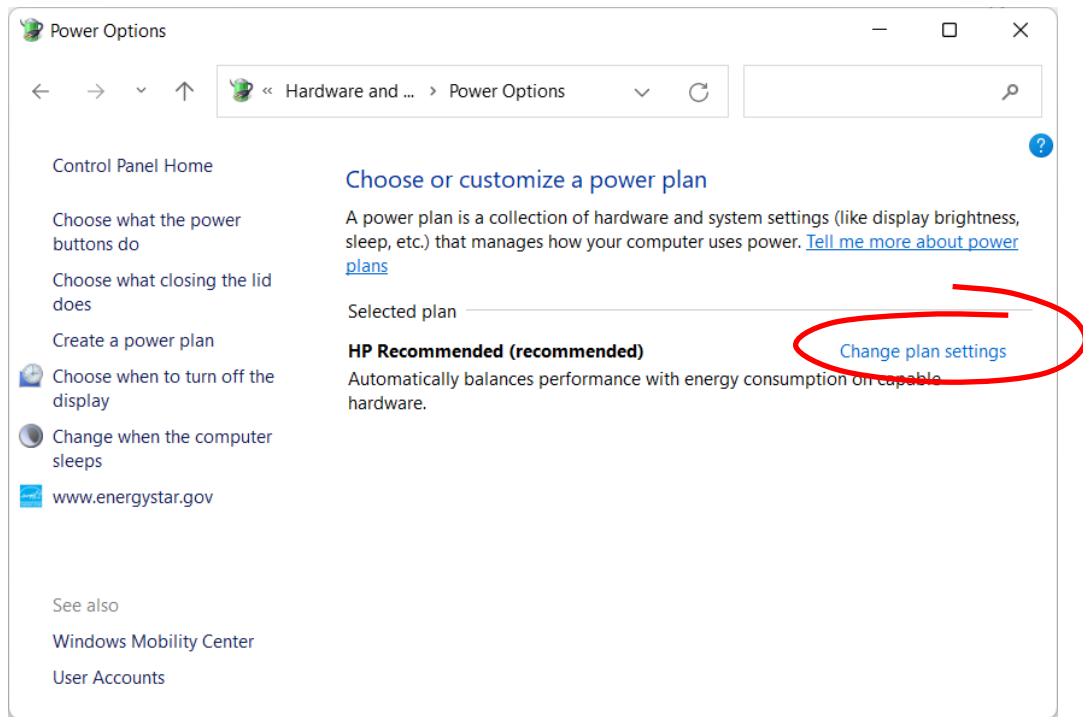 Power Options
« Hardware and ... › Power Options
Control Panel Home
Choose what the power
buttons do
Choose what closing the lid
does
Create a power plan
Choose when to turn off the
display
Change when the computer
sleeps
www.energystar.gov
See also
Windows Mobility Center
User Accounts
?
Choose or customize a power plan
A power plan is a collection of hardware and system settings (like display brightness,
sleep, etc.) that manages how your computer uses power. Tell me more about power
plans
Selected plan
HP Recommended (recommended) Change plan settings
Automatically balances performance with energy consumption on capable
hardware.